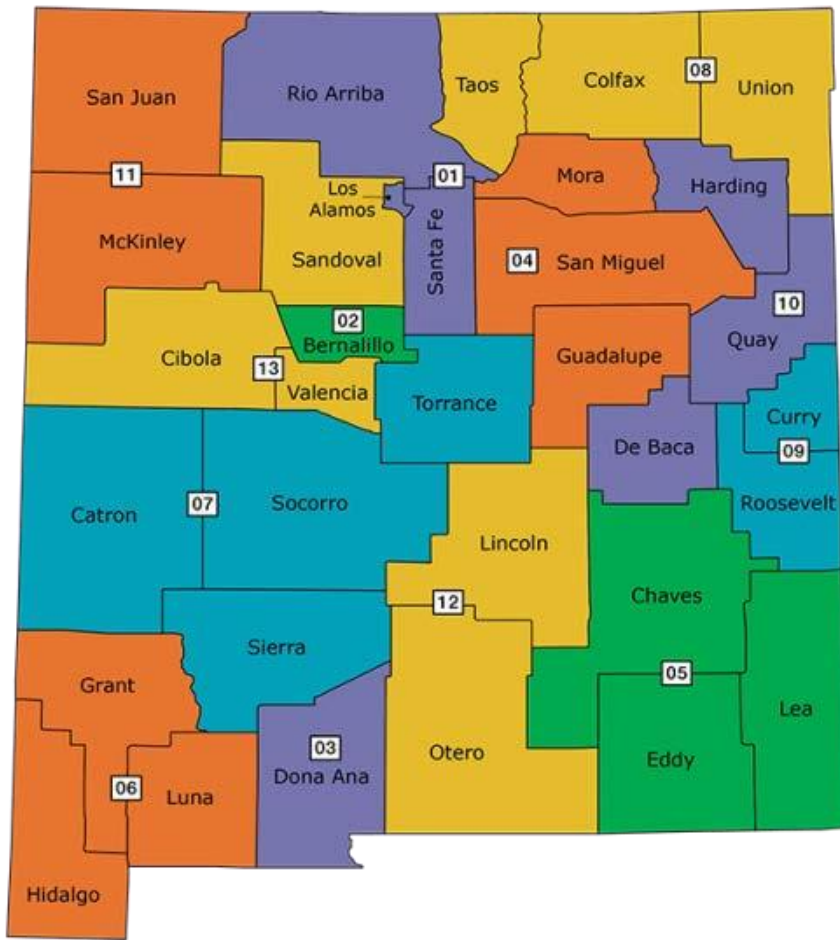 San Juan
Rio Arriba
Taos
Colfax
08
Union
11
01
Mora
Harding
Los
Alamos
McKinley
Sandoval
Santa Fe
04
San Miguel
10
02
Bernalillo
Quay
Cibola
13
Valencia
Guadalupe
Torrance
Curry
De Baca
09
Roosevelt
Catron
07
Socorro
Lincoln
Chaves
12
Sierra
Grant
05
Lea
03
Dona Ana
Otero
Eddy
06
Luna
Hidalgo